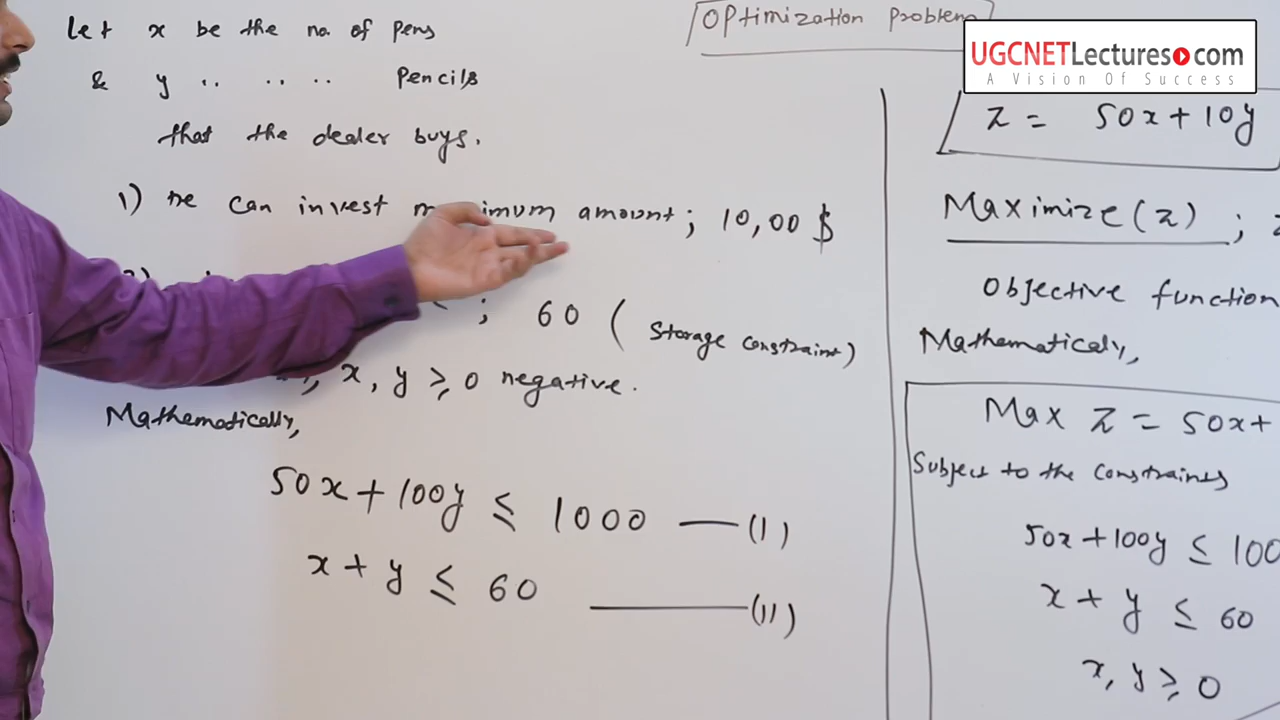 Let x be the no. of pens
& y .. .. .. Pencils
that the dealer buys.
1) He can invest amount; 10,00 $
; 60 (Storage constraint)
x, y ≥ 0 negative.
Mathematically,
50x + 100y ≤ 1000 — (I)
x + y ≤ 60 — (II)
Optimization problem
UGCNETLectures.com
A Vision Of Success
Z = 50x + 10y
Maximize (z) ;
Objective function
Mathematically,
Max Z = 50x +
Subject to the constraints
50x + 100y ≤ 100
x + y ≤ 60
x, y ≥ 0